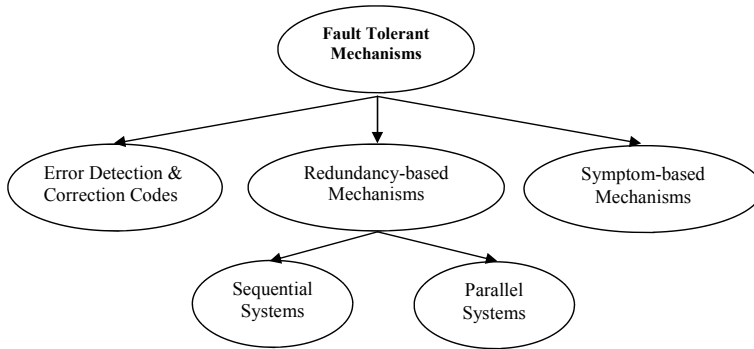 Fault Tolerant
Mechanisms
Error Detection &
Correction Codes
Redundancy-based
Mechanisms
Symptom-based
Mechanisms
Sequential
Systems
Parallel
Systems